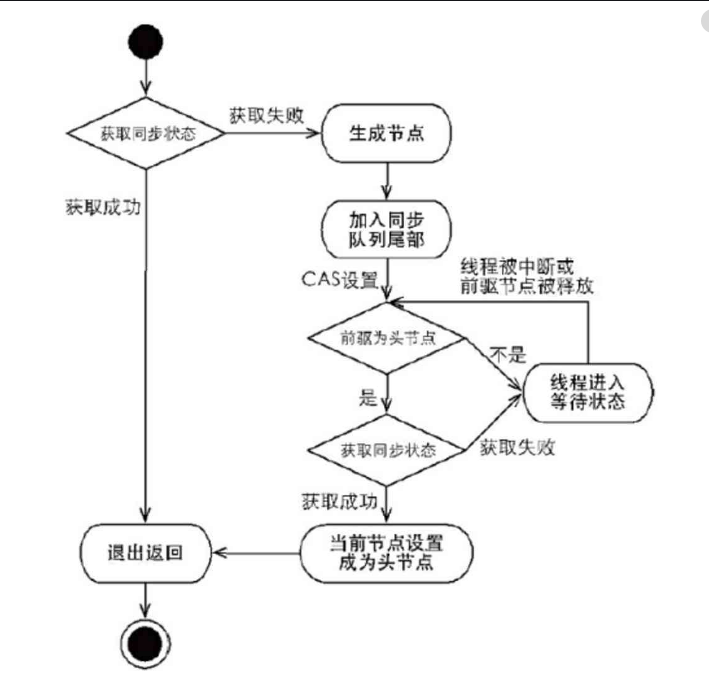 获取同步状态
获取失败
生成节点
获取成功
加入同步
队列尾部
CAS设置
线程被中断或
前驱节点被释放
前驱为头节点
不是
线程进入
等待状态
是
获取同步状态
获取失败
获取成功
退出返回
当前节点设置
成为头节点